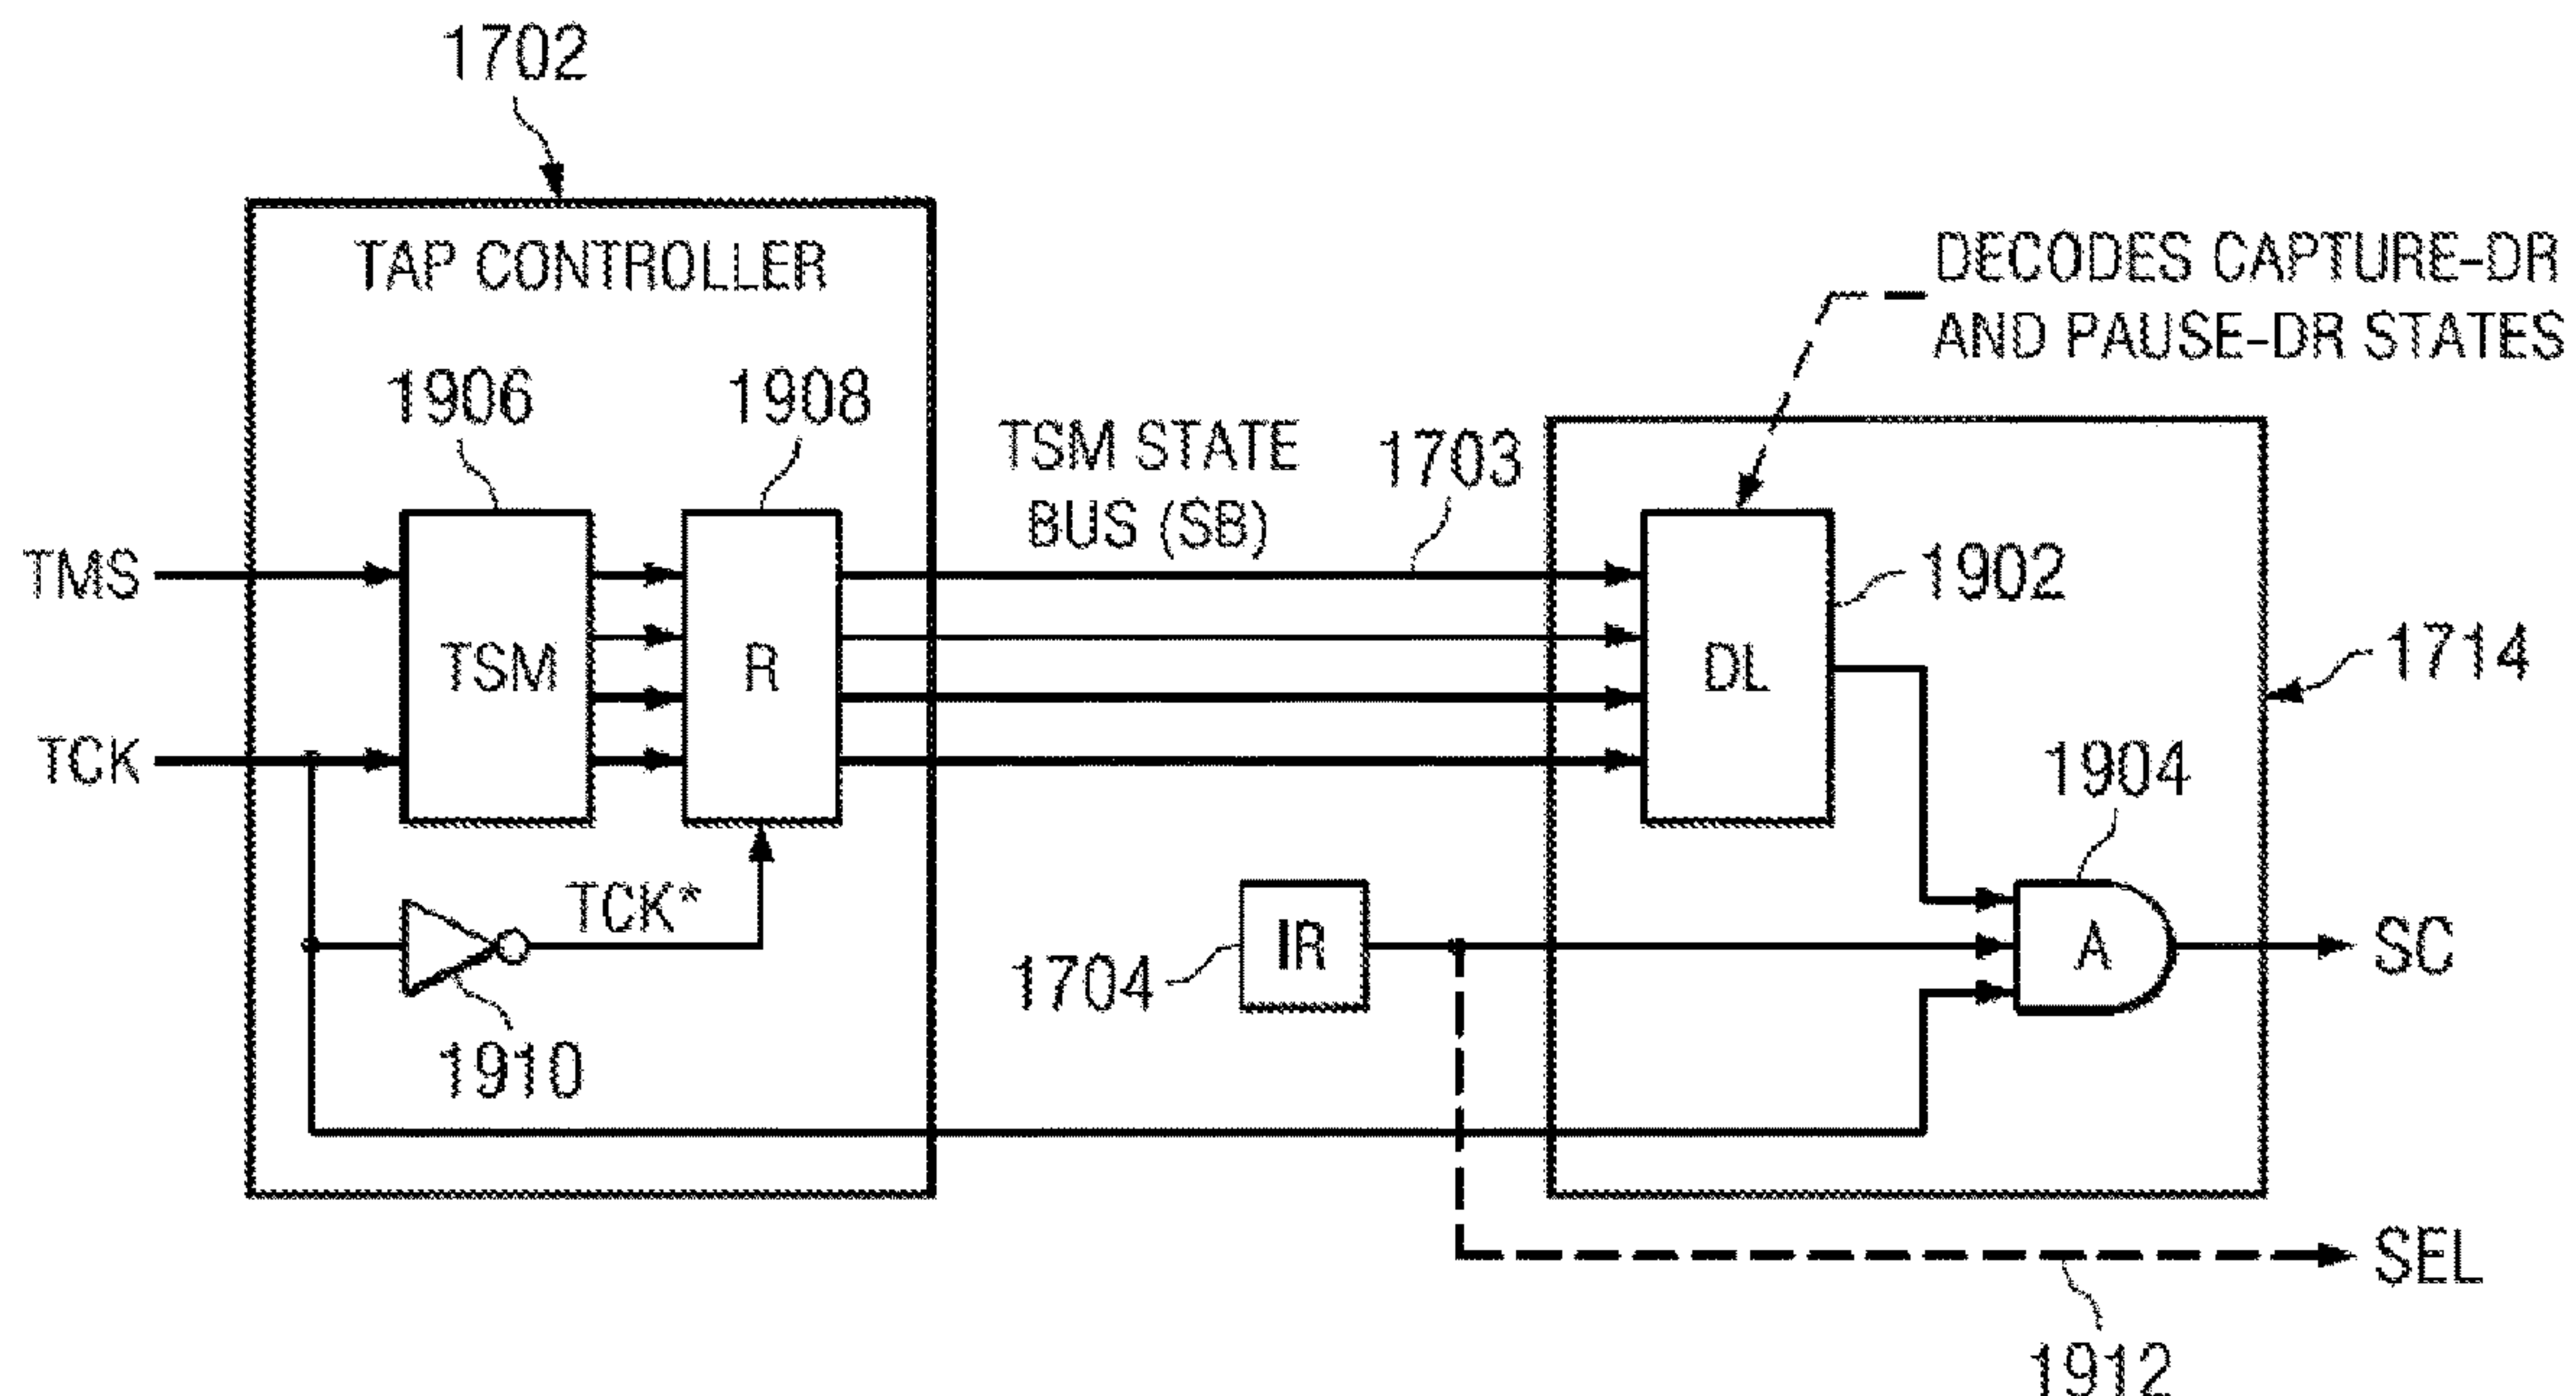 1702
TAP CONTROLLER
DECODES CAPTURE-DR
AND PAUSE-DR STATES
1906
1908
TSM STATE
BUS (SB)
1703
TMS
TSM
R
DL
1902
1714
TCK
1904
TCK*
IR
A
SC
1704
1910
SEL
1912